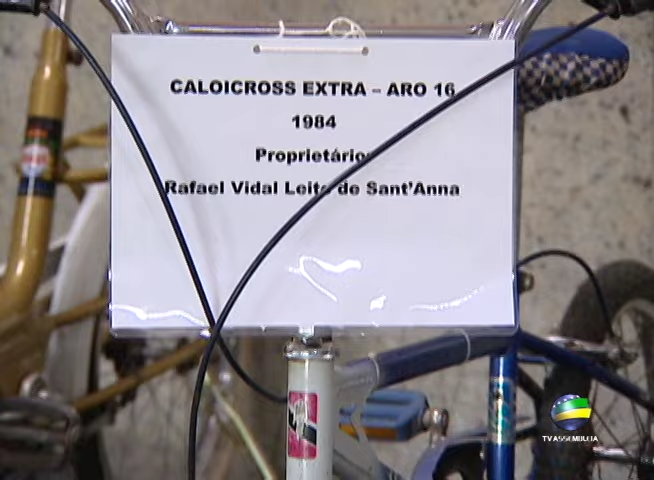 CALOICROSS EXTRA – ARO 16
1984
Proprietário
Rafael Vidal Leite de Sant'Anna
TV ASSEMBLEIA